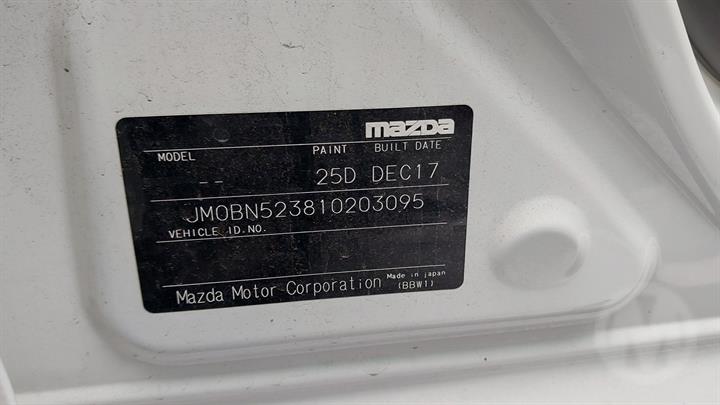 mazda
MODEL PAINT BUILT DATE
-- 25D DEC17
JM0BN523810203095
VEHICLE ID.NO.
Mazda Motor Corporation Made in japan
(BBW1)